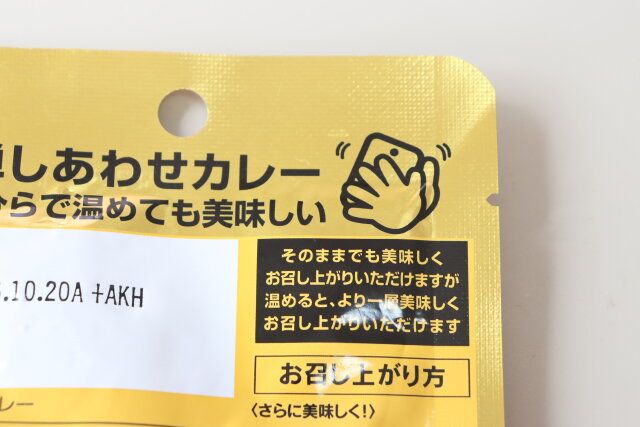 しあわせカレー
らで温めても美味しい
そのままでも美味しく
お召し上がりいただけますが
温めると、より一層美味しく
お召し上がりいただけます
.10.20A +AKH
お召し上がり方
レー
〈さらに美味しく!〉